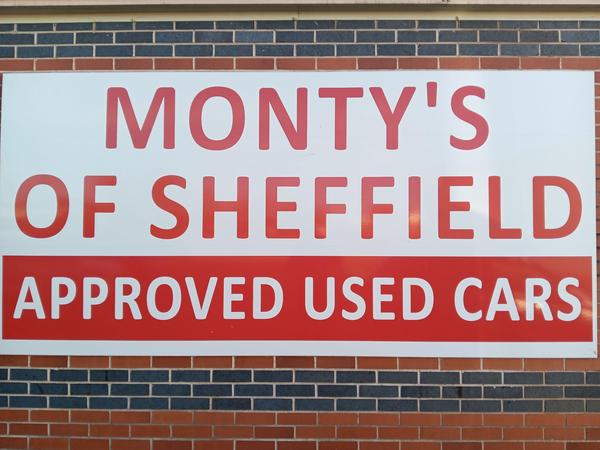 MONTY'S
OF SHEFFIELD
APPROVED USED CARS